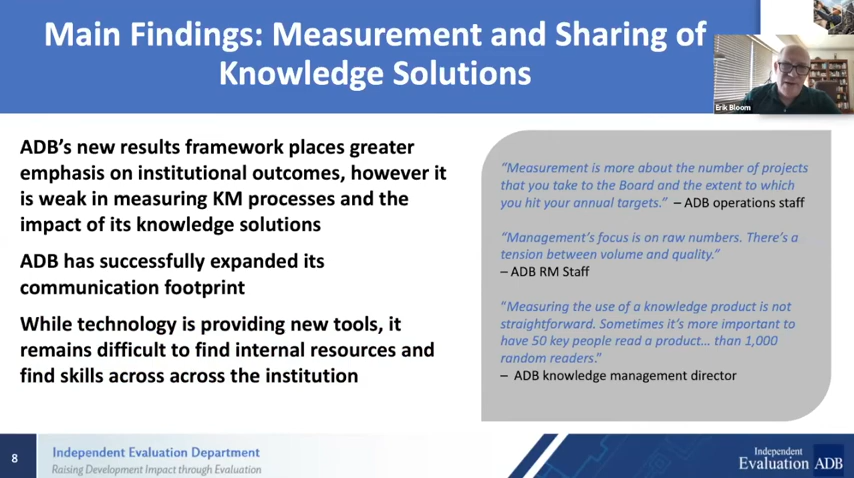 Main Findings: Measurement and Sharing of
Knowledge Solutions
Erik Bloom
ADB's new results framework places greater
emphasis on institutional outcomes, however it
is weak in measuring KM processes and the
impact of its knowledge solutions
ADB has successfully expanded its
communication footprint
While technology is providing new tools, it
remains difficult to find internal resources and
find skills across across the institution
"Measurement is more about the number of projects
that you take to the Board and the extent to which
you hit your annual targets." – ADB operations staff
"Management's focus is on raw numbers. There's a
tension between volume and quality."
– ADB RM Staff
"Measuring the use of a knowledge product is not
straightforward. Sometimes it's more important to
have 50 key people read a product... than 1,000
random readers."
– ADB knowledge management director
8
Independent Evaluation Department
Raising Development Impact through Evaluation
Independent
Evaluation ADB